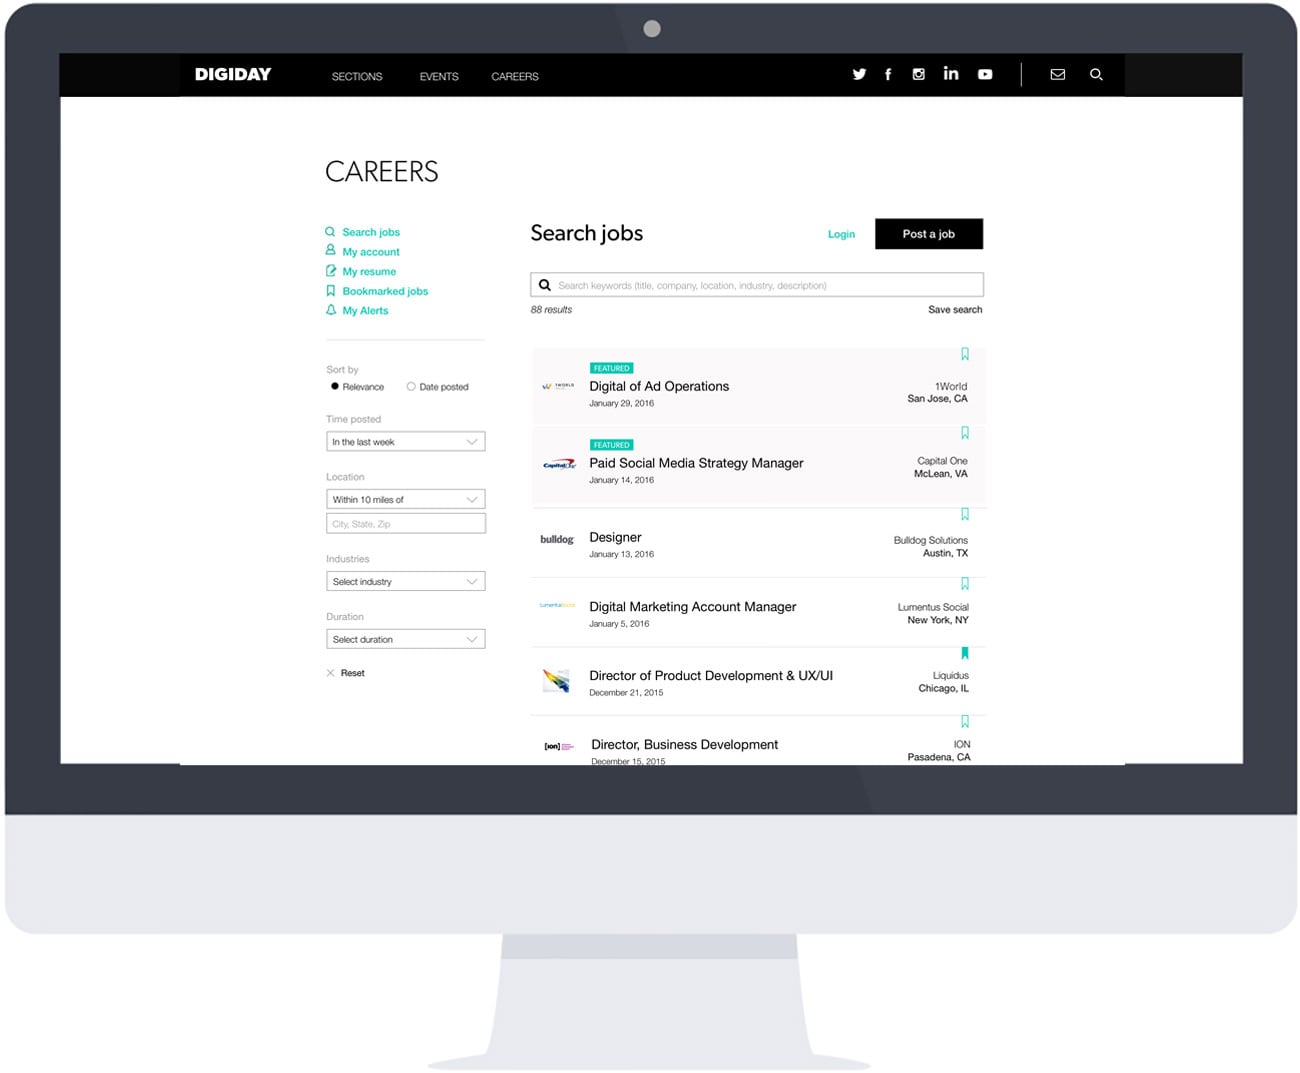 DIGIDAY SECTIONS EVENTS CAREERS
CAREERS
Search jobs
My account
My resume
Bookmarked jobs
My Alerts
Sort by
Relevance Date posted
Time posted
In the last week
Location
Within 10 miles of
City, State, Zip
Industries
Select industry
Duration
Select duration
Reset
Search jobs Login Post a job
Search keywords (title, company, location, industry, description)
88 results Save search
FEATURED
1WORLD Digital of Ad Operations 1World
January 29, 2016 San Jose, CA
FEATURED
Capital One Paid Social Media Strategy Manager Capital One
January 14, 2016 McLean, VA
bulldog Designer Bulldog Solutions
January 13, 2016 Austin, TX
Digital Marketing Account Manager Lumentus Social
January 5, 2016 New York, NY
Director of Product Development & UX/UI Liquidus
December 21, 2015 Chicago, IL
[ion] Director, Business Development ION
December 15, 2015 Pasadena, CA